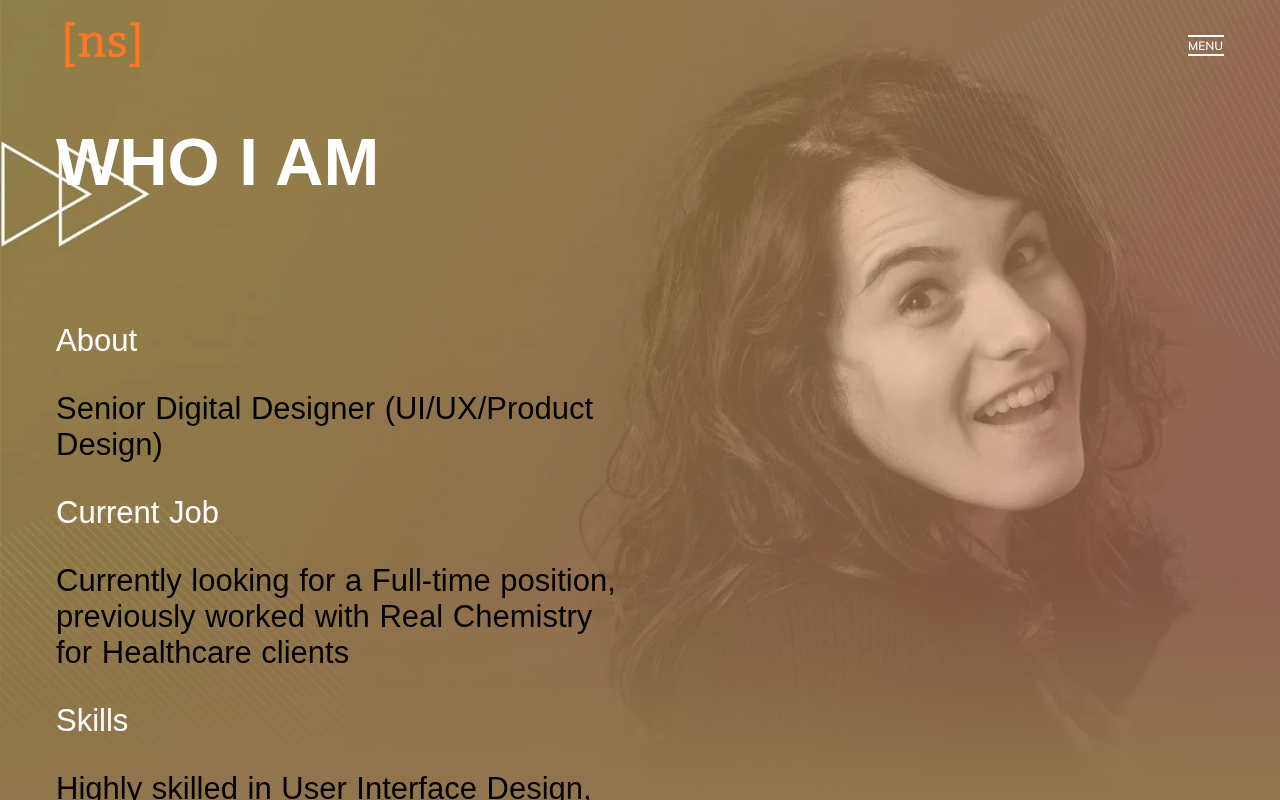 [ns]
MENU
WHO I AM
About
Senior Digital Designer (UI/UX/Product
Design)
Current Job
Currently looking for a Full-time position,
previously worked with Real Chemistry
for Healthcare clients
Skills
Highly skilled in User Interface Design,